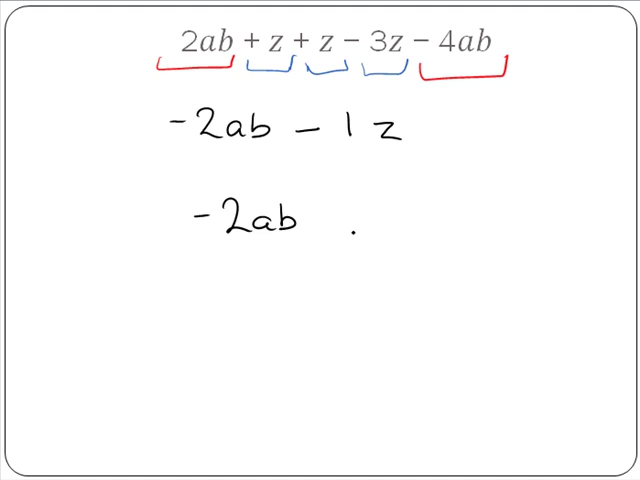 2ab + z + z − 3z − 4ab
-2ab - 1z
-2ab .